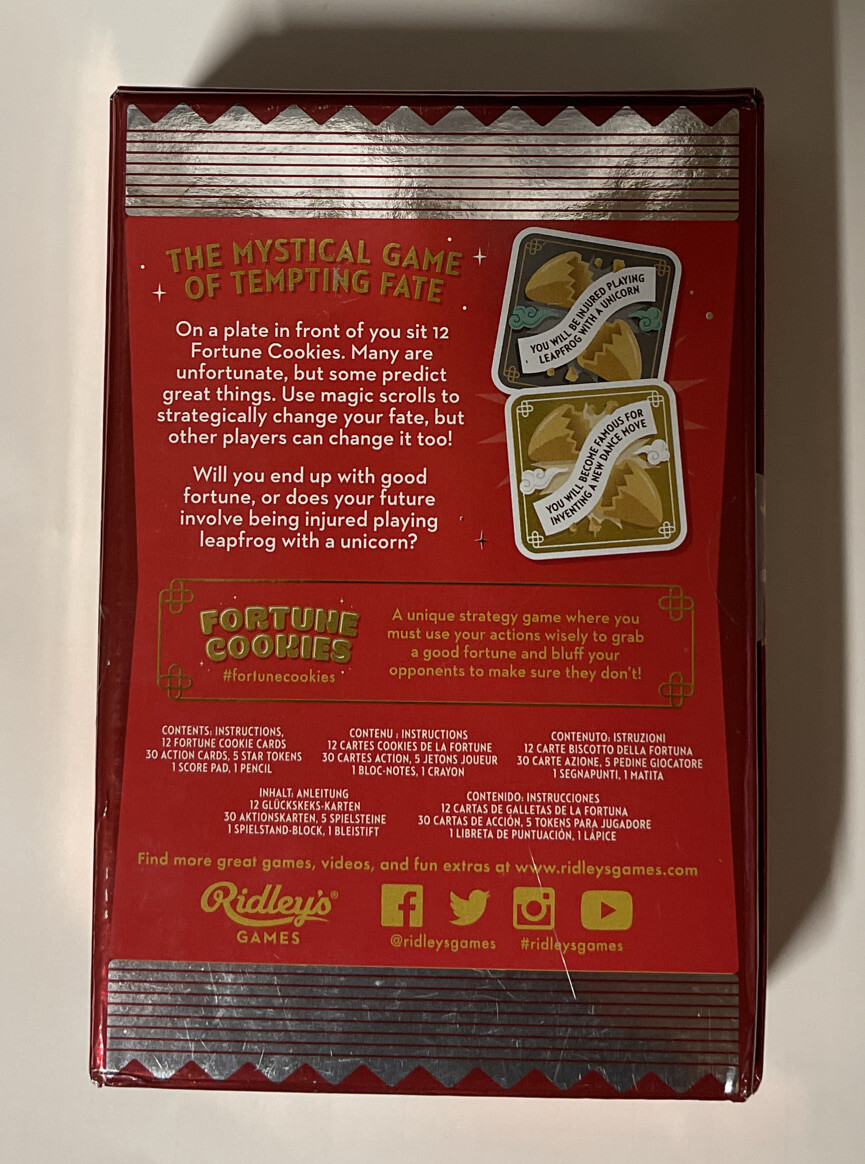 THE MYSTICAL GAME
OF TEMPTING FATE
On a plate in front of you sit 12
Fortune Cookies. Many are
unfortunate, but some predict
great things. Use magic scrolls to
strategically change your fate, but
other players can change it too!
Will you end up with good
fortune, or does your future
involve being injured playing
leapfrog with a unicorn?
YOU WILL BE INJURED PLAYING
LEAPFROG WITH A UNICORN
YOU WILL BECOME FAMOUS FOR
INVENTING A NEW DANCE MOVE
FORTUNE
COOKIES
#fortunecookies
A unique strategy game where you
must use your actions wisely to grab
a good fortune and bluff your
opponents to make sure they don't!
CONTENTS: INSTRUCTIONS,
12 FORTUNE COOKIE CARDS
30 ACTION CARDS, 5 STAR TOKENS
1 SCORE PAD, 1 PENCIL
CONTENU : INSTRUCTIONS
12 CARTES COOKIES DE LA FORTUNE
30 CARTES ACTION, 5 JETONS JOUEUR
1 BLOC-NOTES, 1 CRAYON
CONTENUTO: ISTRUZIONI
12 CARTE BISCOTTO DELLA FORTUNA
30 CARTE AZIONE, 5 PEDINE GIOCATORE
1 SEGNAPUNTI, 1 MATITA
INHALT: ANLEITUNG
12 GLÜCKSKEKS-KARTEN
30 AKTIONSKARTEN, 5 SPIELSTEINE
1 SPIELSTAND-BLOCK, 1 BLEISTIFT
CONTENIDO: INSTRUCCIONES
12 CARTAS DE GALLETAS DE LA FORTUNA
30 CARTAS DE ACCIÓN, 5 TOKENS PARA JUGADORE
1 LIBRETA DE PUNTUACIÓN, 1 LÁPICE
Find more great games, videos, and fun extras at www.ridleysgames.com
Ridley's®
GAMES
@ridleysgames #ridleysgames